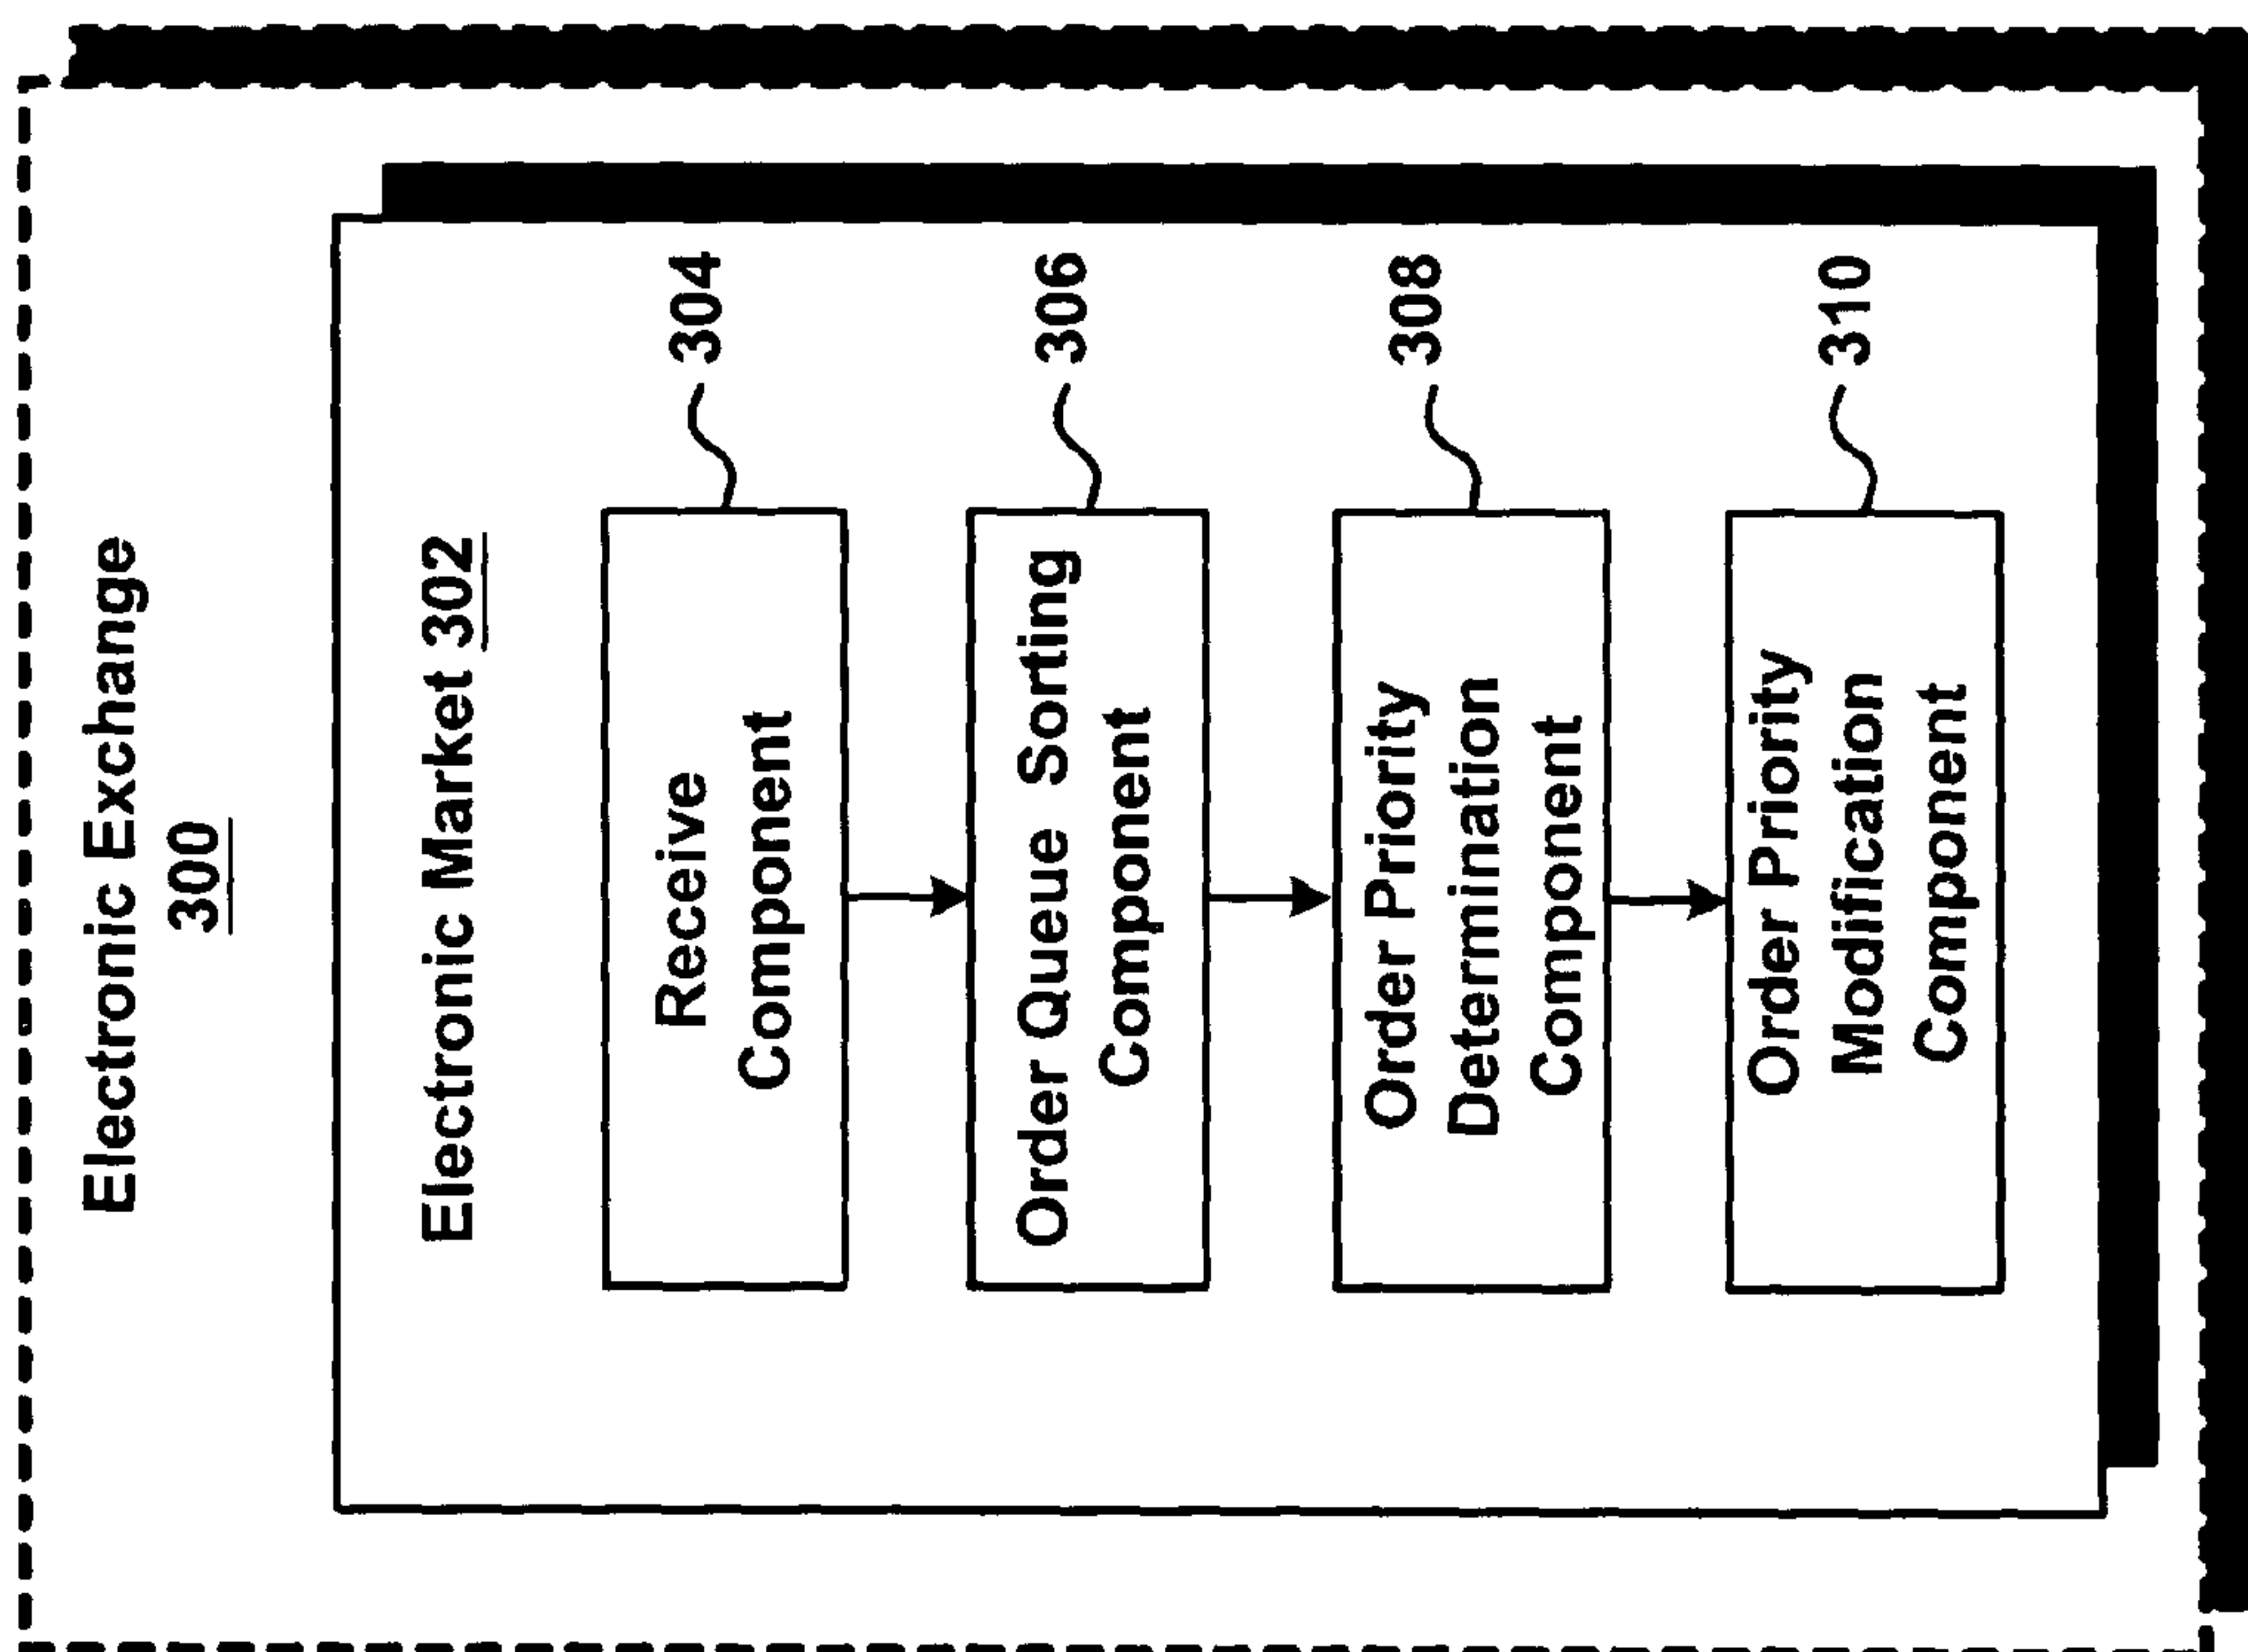 Electronic Exchange
300
Electronic Market 302
Receive
Component
304
Order Queue Sorting
Component
306
Order Priority
Determination
Component
308
Order Priority
Modification
Component
310